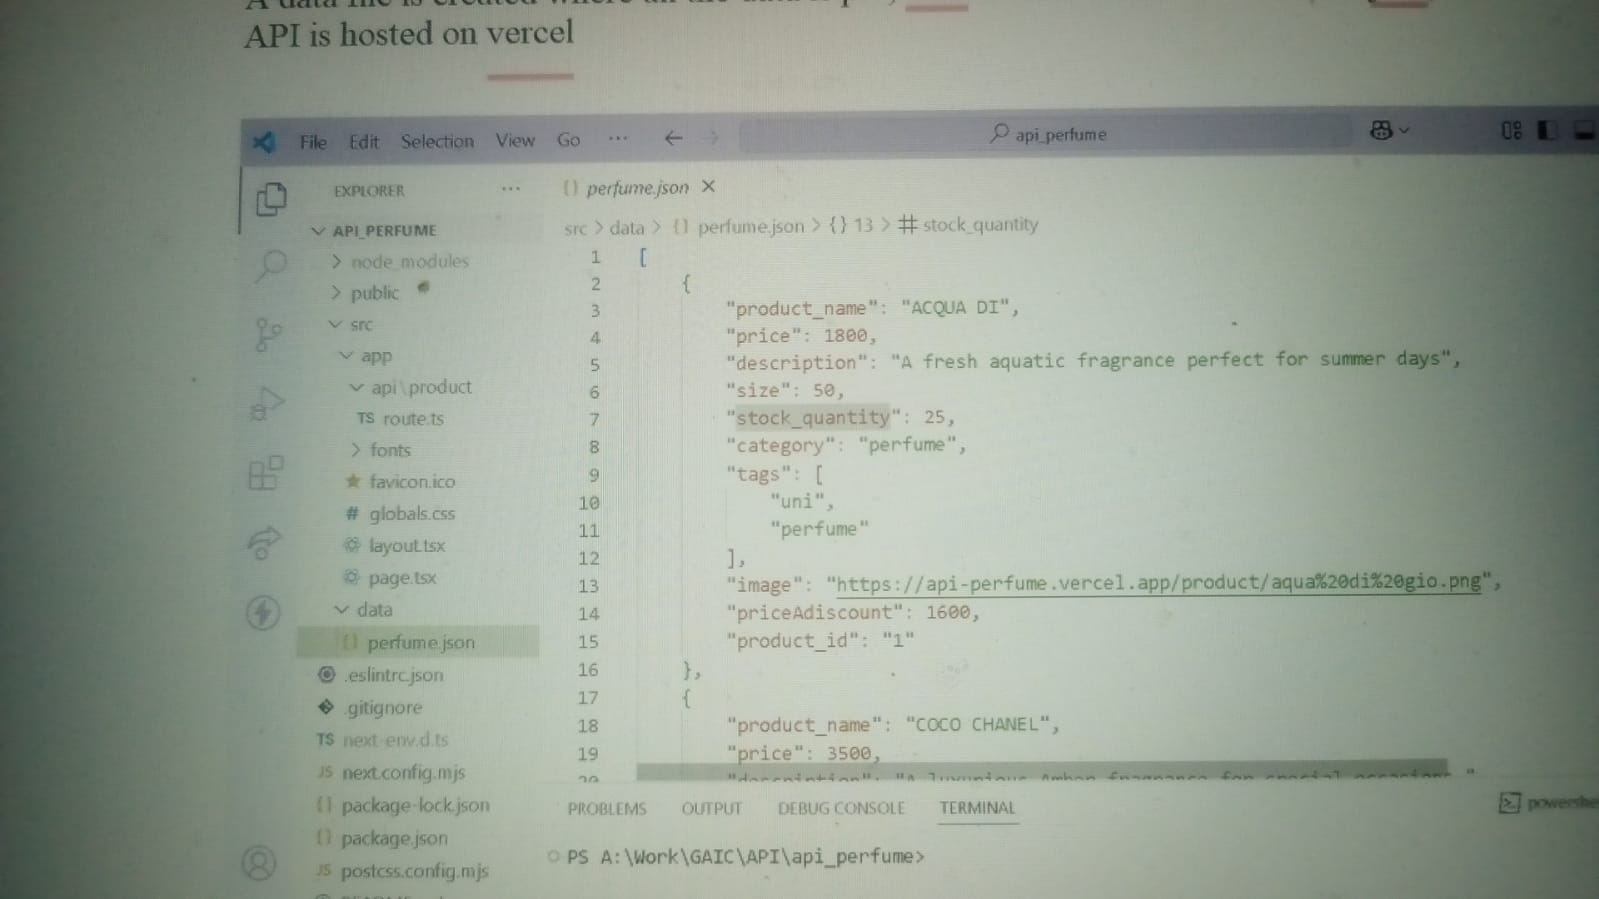 API is hosted on vercel
File Edit Selection View Go ... api_perfume
EXPLORER ...
{} perfume.json ×
API_PERFUME
src > data > {} perfume.json > {} 13 > # stock_quantity
> node_modules
> public
src
app
api\product
TS route.ts
> fonts
favicon.ico
# globals.css
layout.tsx
page.tsx
data
{} perfume.json
.eslintrc.json
.gitignore
TS next-env.d.ts
JS next.config.mjs
{} package-lock.json
{} package.json
JS postcss.config.mjs
1 [
2 {
3 "product_name": "ACQUA DI",
4 "price": 1800,
5 "description": "A fresh aquatic fragrance perfect for summer days",
6 "size": 50,
7 "stock_quantity": 25,
8 "category": "perfume",
9 "tags": [
10 "uni",
11 "perfume"
12 ],
13 "image": "https://api-perfume.vercel.app/product/aqua%20di%20gio.png",
14 "priceAdiscount": 1600,
15 "product_id": "1"
16 },
17 {
18 "product_name": "COCO CHANEL",
19 "price": 3500,
PROBLEMS OUTPUT DEBUG CONSOLE TERMINAL
PS A:\Work\GAIC\API\api_perfume>